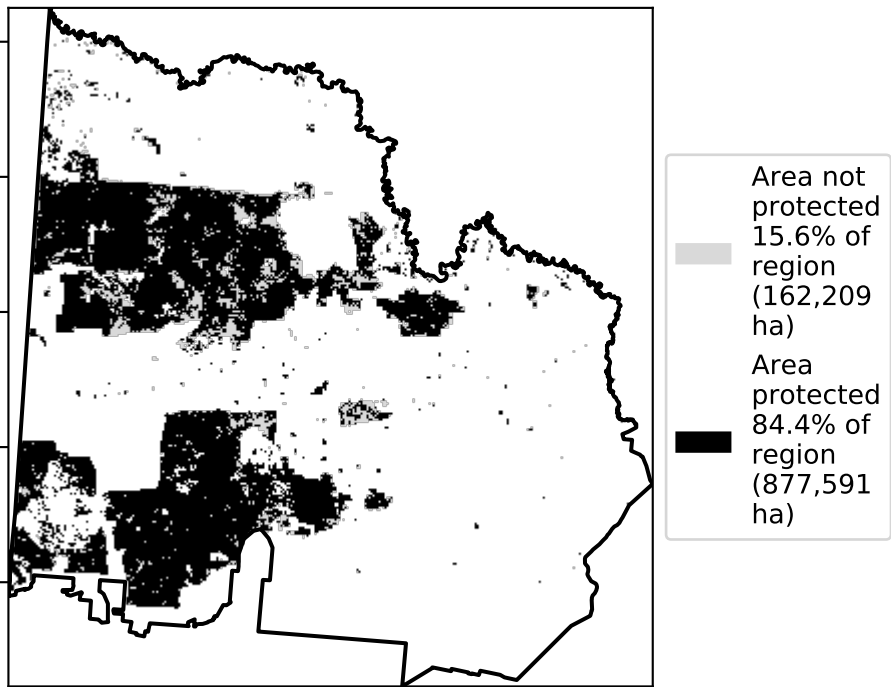 Area not
protected
15.6% of
region
(162,209
ha)
Area
protected
84.4% of
region
(877,591
ha)